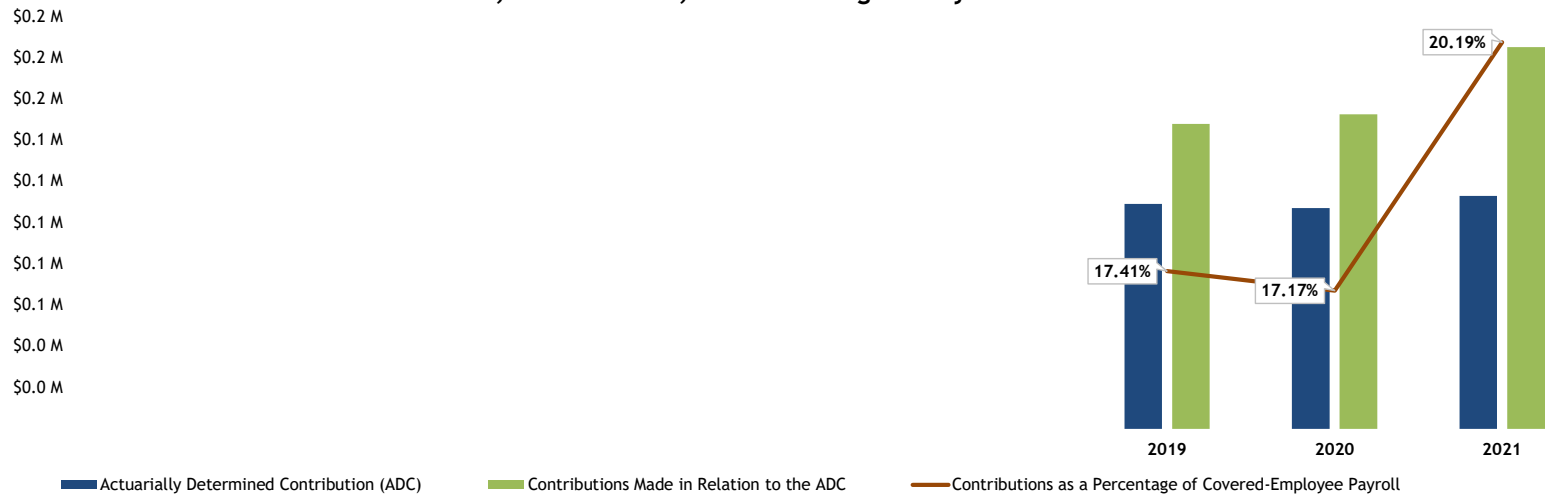 $0.2 M
$0.2 M
$0.2 M
$0.1 M
$0.1 M
$0.1 M
$0.1 M
$0.1 M
$0.0 M
$0.0 M
17.41%
17.17%
20.19%
2019 2020 2021
Actuarially Determined Contribution (ADC) Contributions Made in Relation to the ADC Contributions as a Percentage of Covered-Employee Payroll